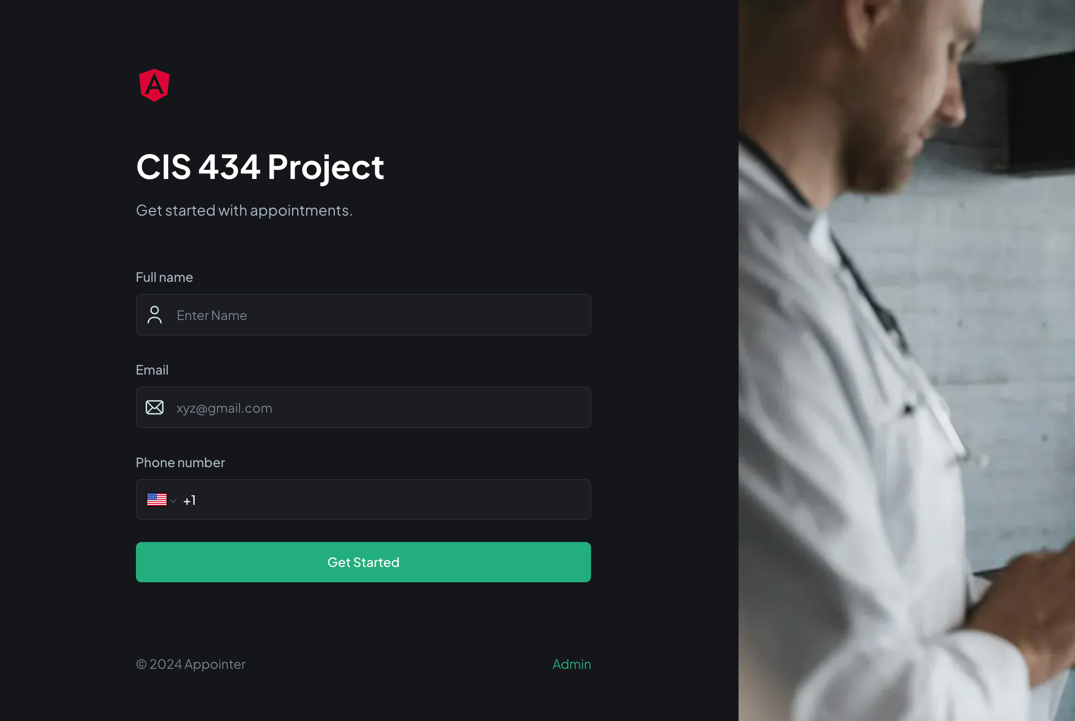 A
CIS 434 Project
Get started with appointments.
Full name
Enter Name
Email
xyz@gmail.com
Phone number
+1
Get Started
© 2024 Appointer
Admin